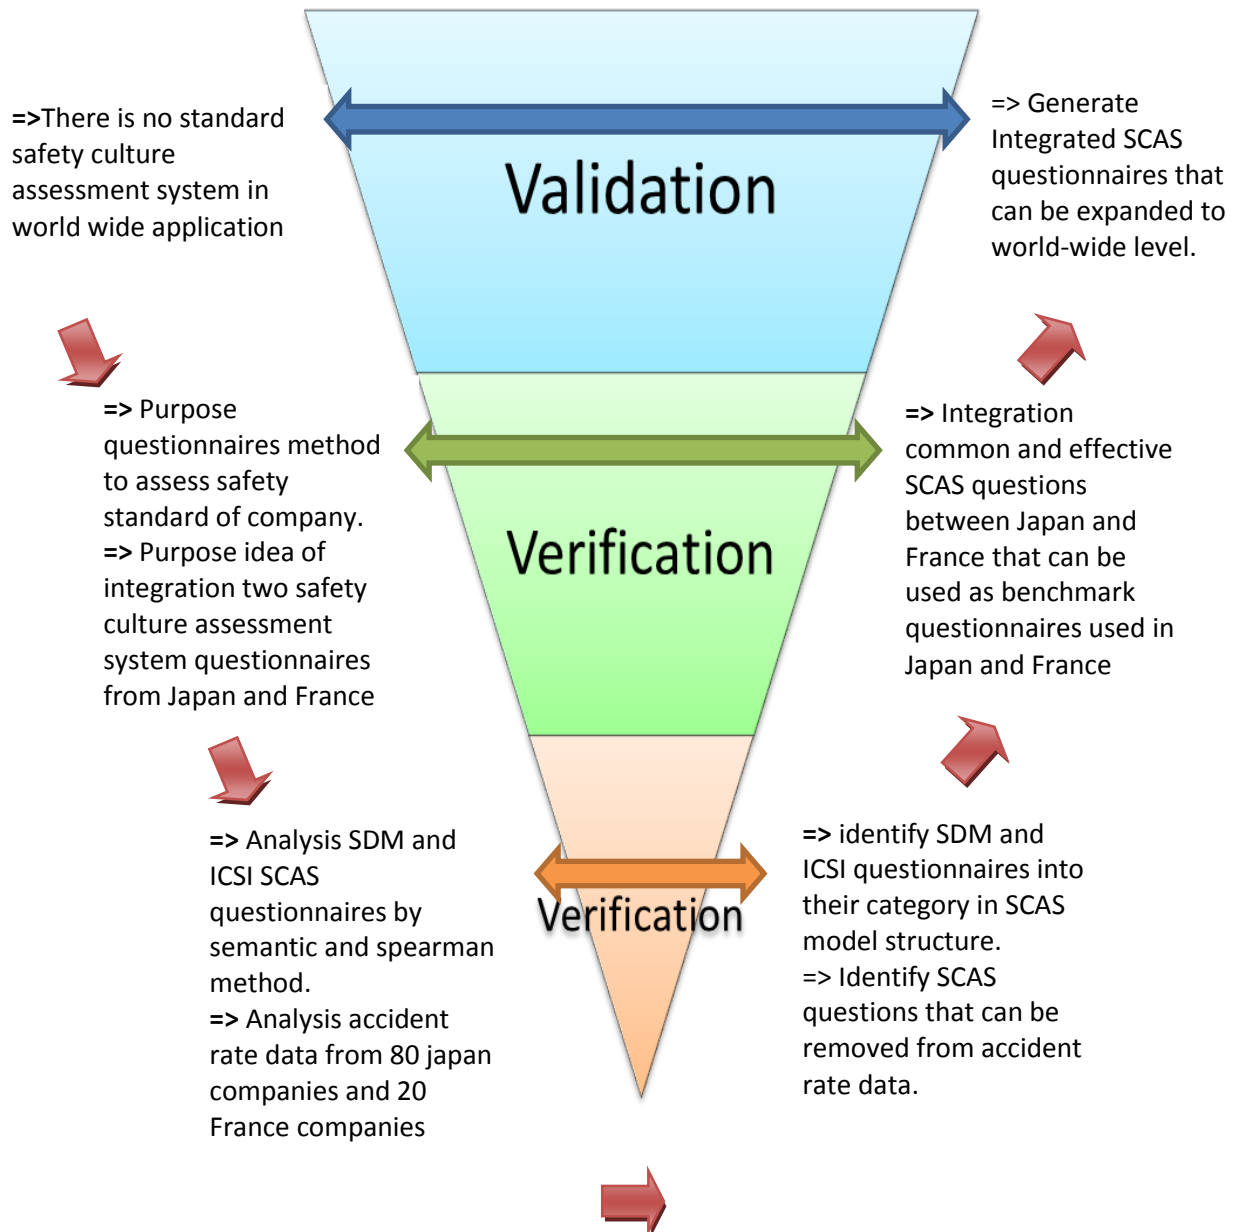 =>There is no standard
safety culture
assessment system in
world wide application
Validation
=> Generate
Integrated SCAS
questionnaires that
can be expanded to
world-wide level.
=> Purpose
questionnaires method
to assess safety
standard of company.
=> Purpose idea of
integration two safety
culture assessment
system questionnaires
from Japan and France
Verification
=> Integration
common and effective
SCAS questions
between Japan and
France that can be
used as benchmark
questionnaires used in
Japan and France
=> Analysis SDM and
ICSI SCAS
questionnaires by
semantic and spearman
method.
=> Analysis accident
rate data from 80 japan
companies and 20
France companies
Verification
=> identify SDM and
ICSI questionnaires into
their category in SCAS
model structure.
=> Identify SCAS
questions that can be
removed from accident
rate data.